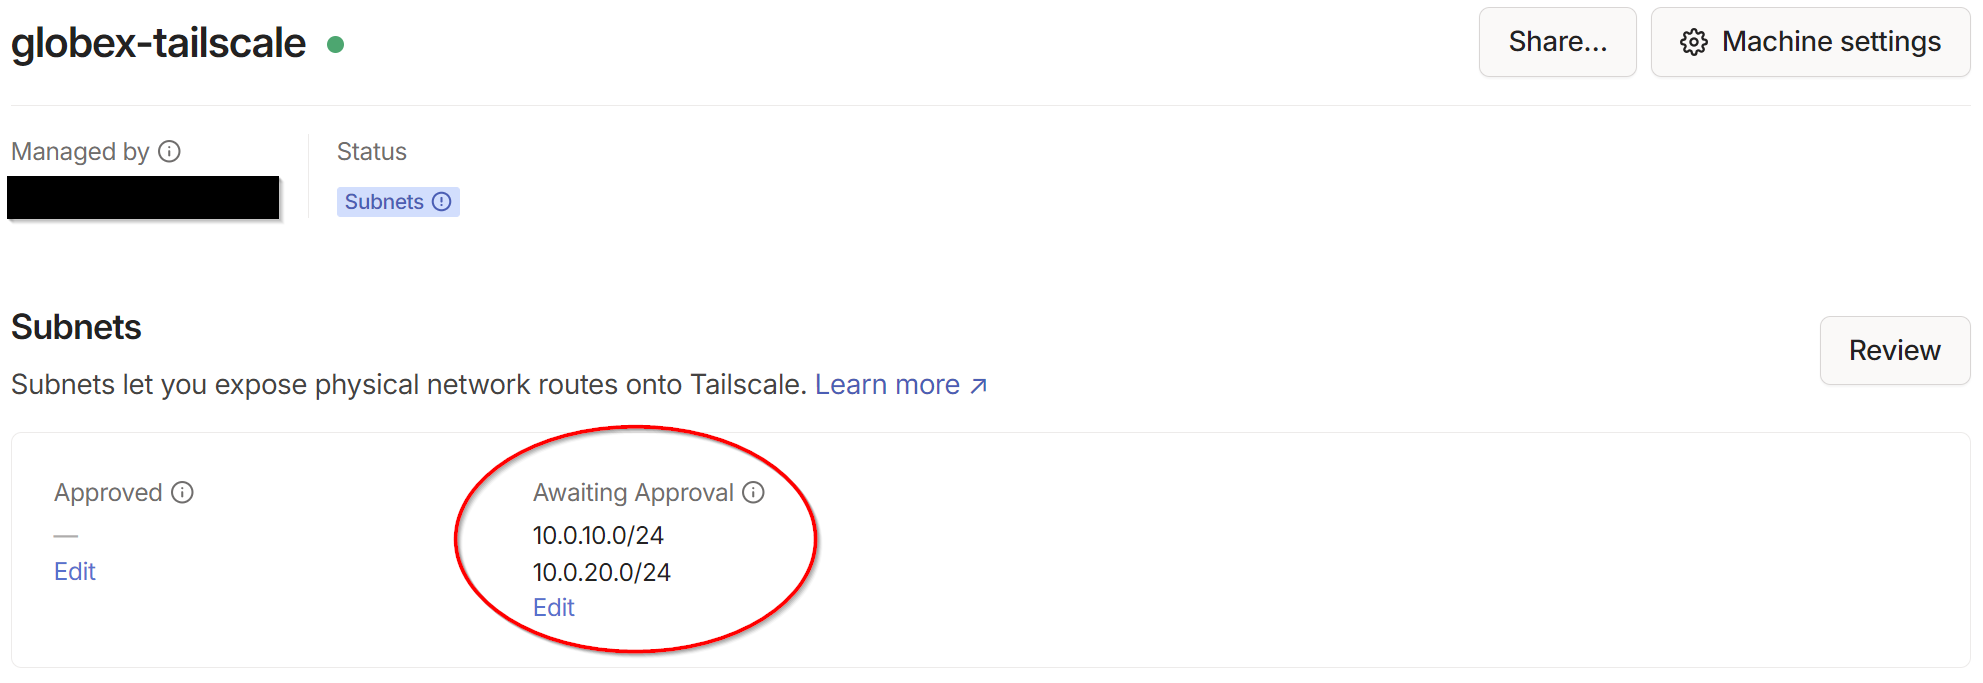 globex-tailscale
Share...
Machine settings
Managed by
Status
Subnets
Subnets
Review
Subnets let you expose physical network routes onto Tailscale. Learn more ↗
Approved
Awaiting Approval
—
10.0.10.0/24
Edit
10.0.20.0/24
Edit